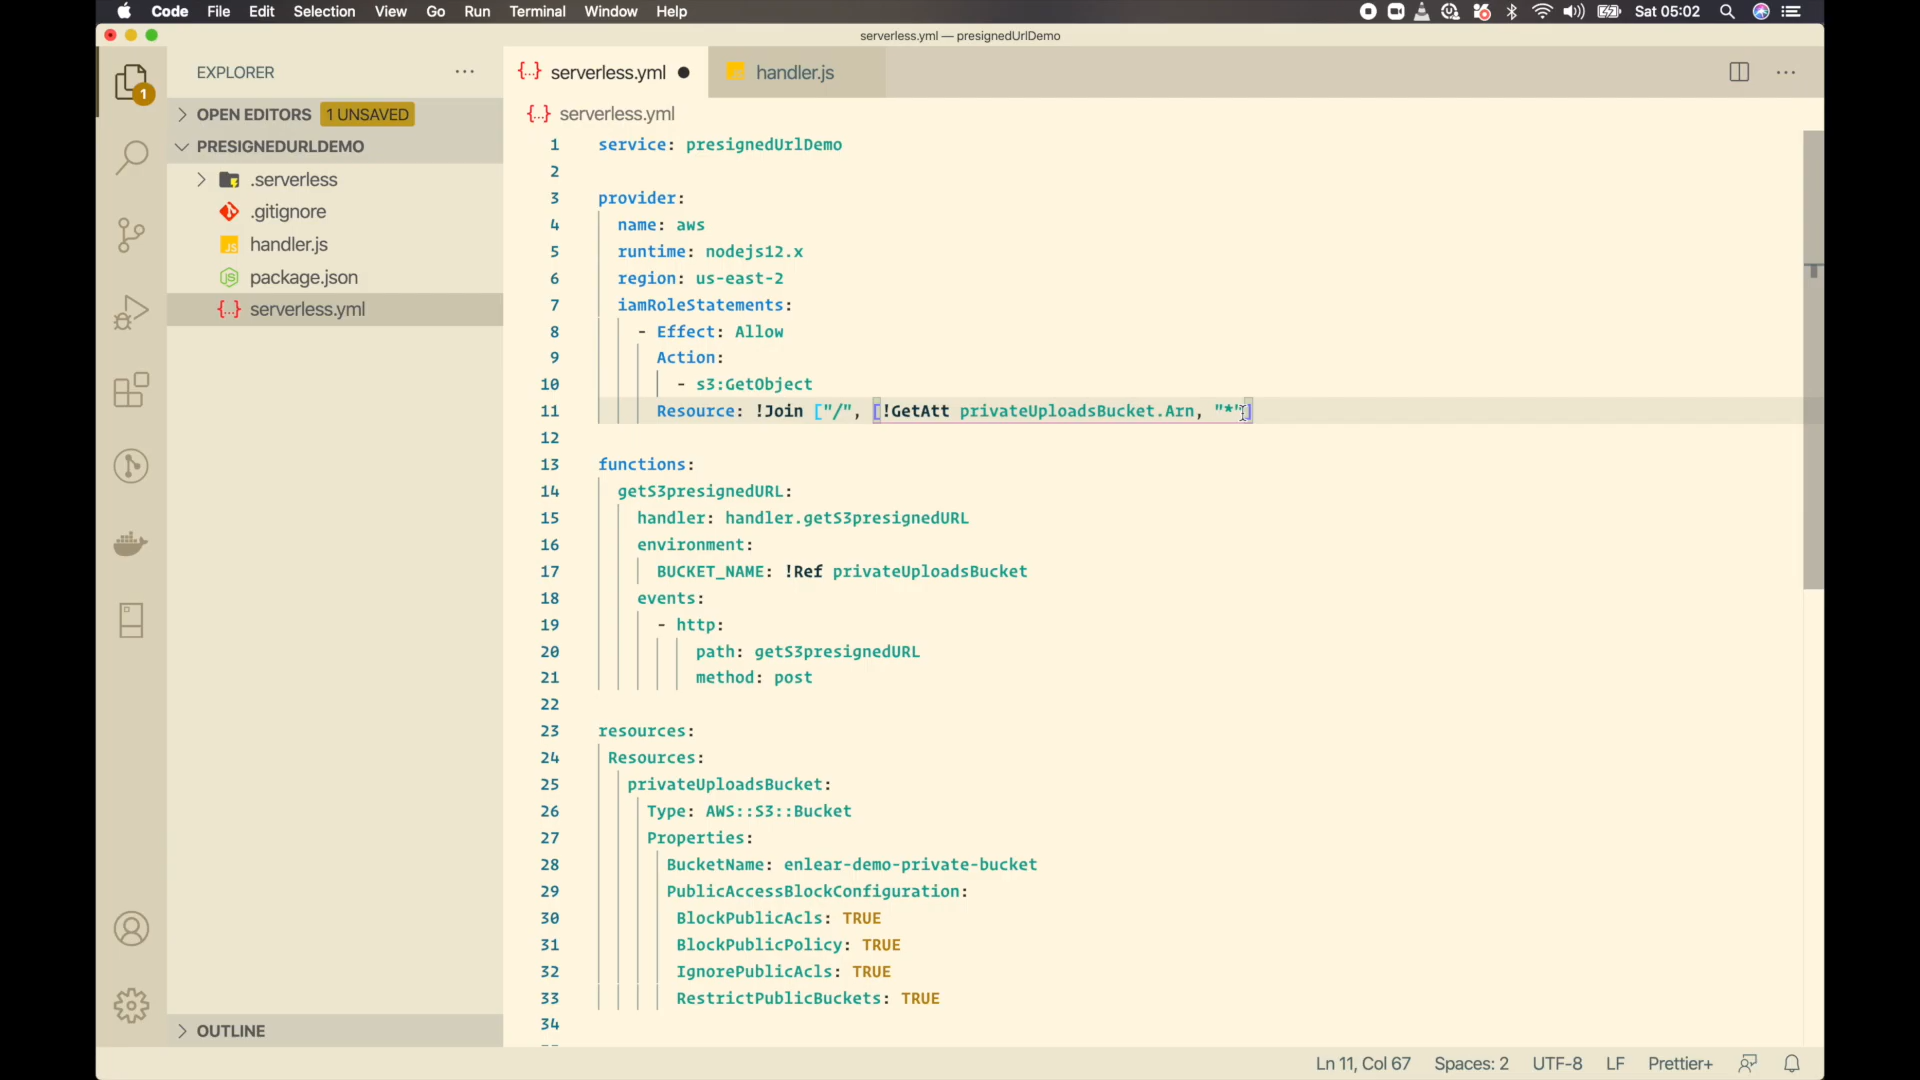 Code File Edit Selection View Go Run Terminal Window Help Sat 05:02
serverless.yml — presignedUrlDemo
EXPLORER
1
OPEN EDITORS 1 UNSAVED
PRESIGNEDURLDEMO
.serverless
.gitignore
JS handler.js
package.json
{..} serverless.yml
OUTLINE
{..} serverless.yml
handler.js
{..} serverless.yml
1 service: presignedUrlDemo
2
3 provider:
4 name: aws
5 runtime: nodejs12.x
6 region: us-east-2
7 iamRoleStatements:
8 - Effect: Allow
9 Action:
10 - s3:GetObject
11 Resource: !Join ["/", [!GetAtt privateUploadsBucket.Arn, "*"]
12
13 functions:
14 getS3presignedURL:
15 handler: handler.getS3presignedURL
16 environment:
17 BUCKET_NAME: !Ref privateUploadsBucket
18 events:
19 - http:
20 path: getS3presignedURL
21 method: post
22
23 resources:
24 Resources:
25 privateUploadsBucket:
26 Type: AWS::S3::Bucket
27 Properties:
28 BucketName: enlear-demo-private-bucket
29 PublicAccessBlockConfiguration:
30 BlockPublicAcls: TRUE
31 BlockPublicPolicy: TRUE
32 IgnorePublicAcls: TRUE
33 RestrictPublicBuckets: TRUE
34
Ln 11, Col 67 Spaces: 2 UTF-8 LF Prettier+